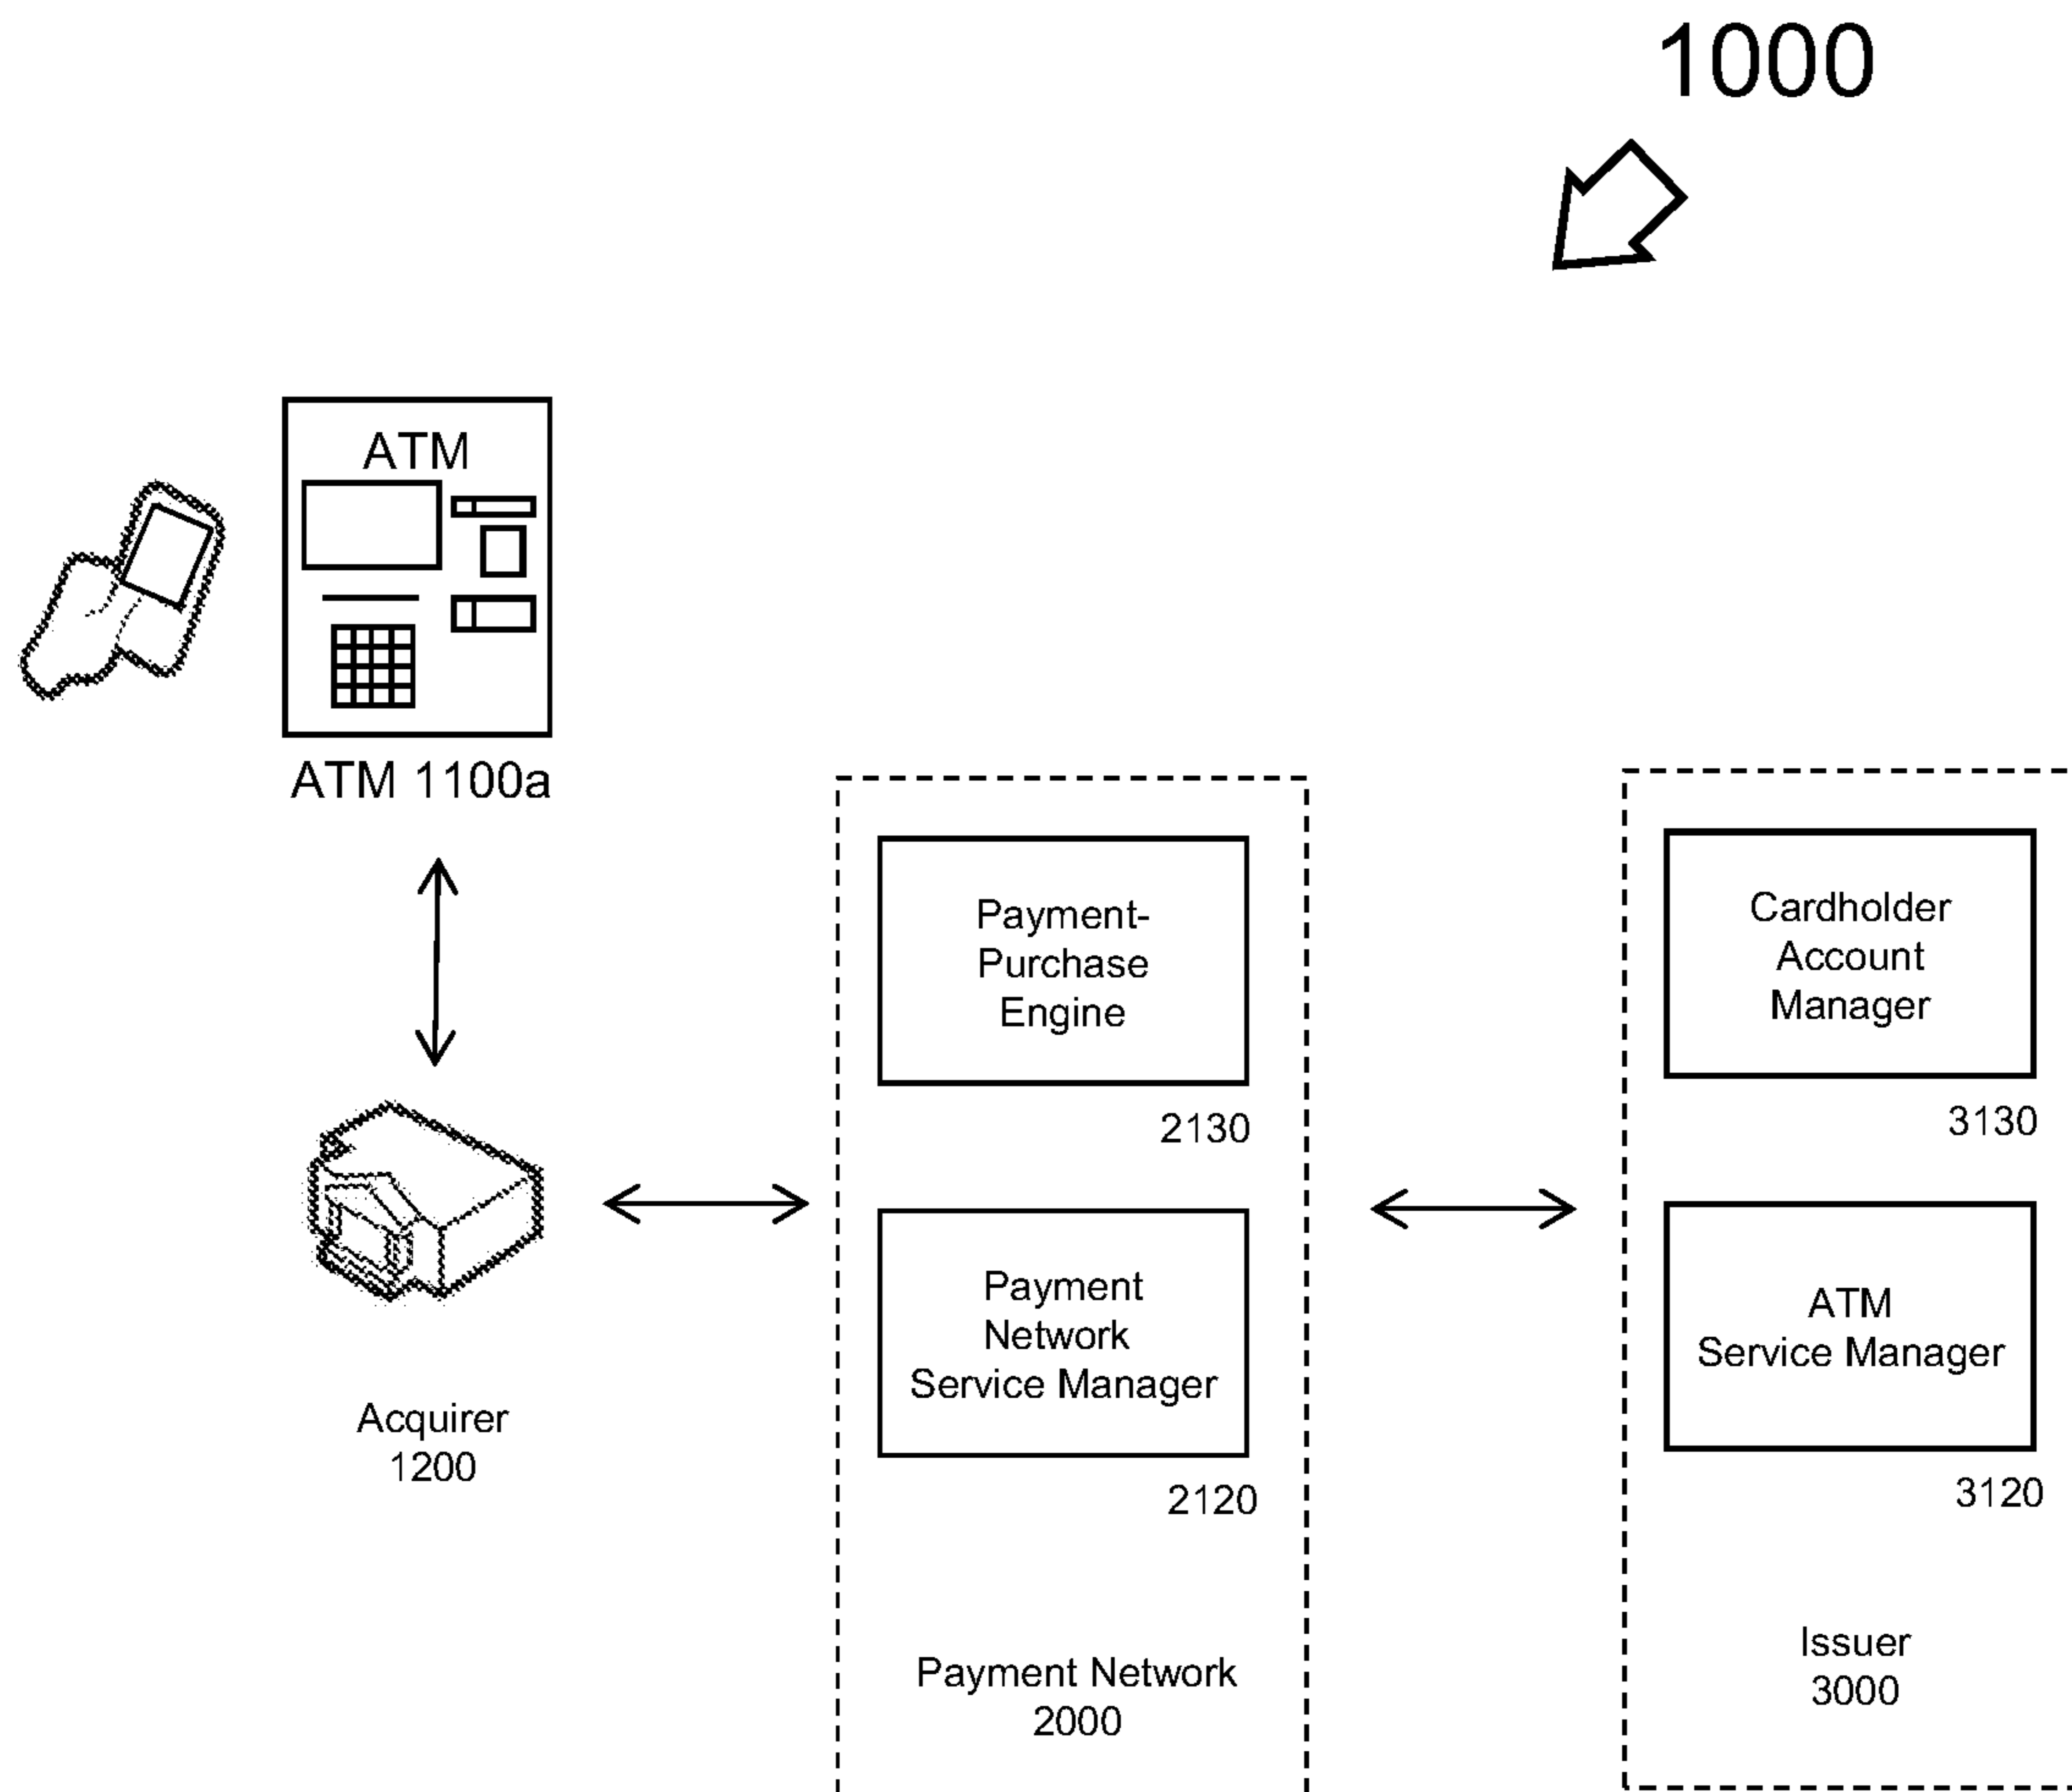 1000
ATM
ATM 1100a
Acquirer
1200
Payment-
Purchase
Engine
2130
Payment
Network
Service Manager
2120
Payment Network
2000
Cardholder
Account
Manager
3130
ATM
Service Manager
3120
Issuer
3000